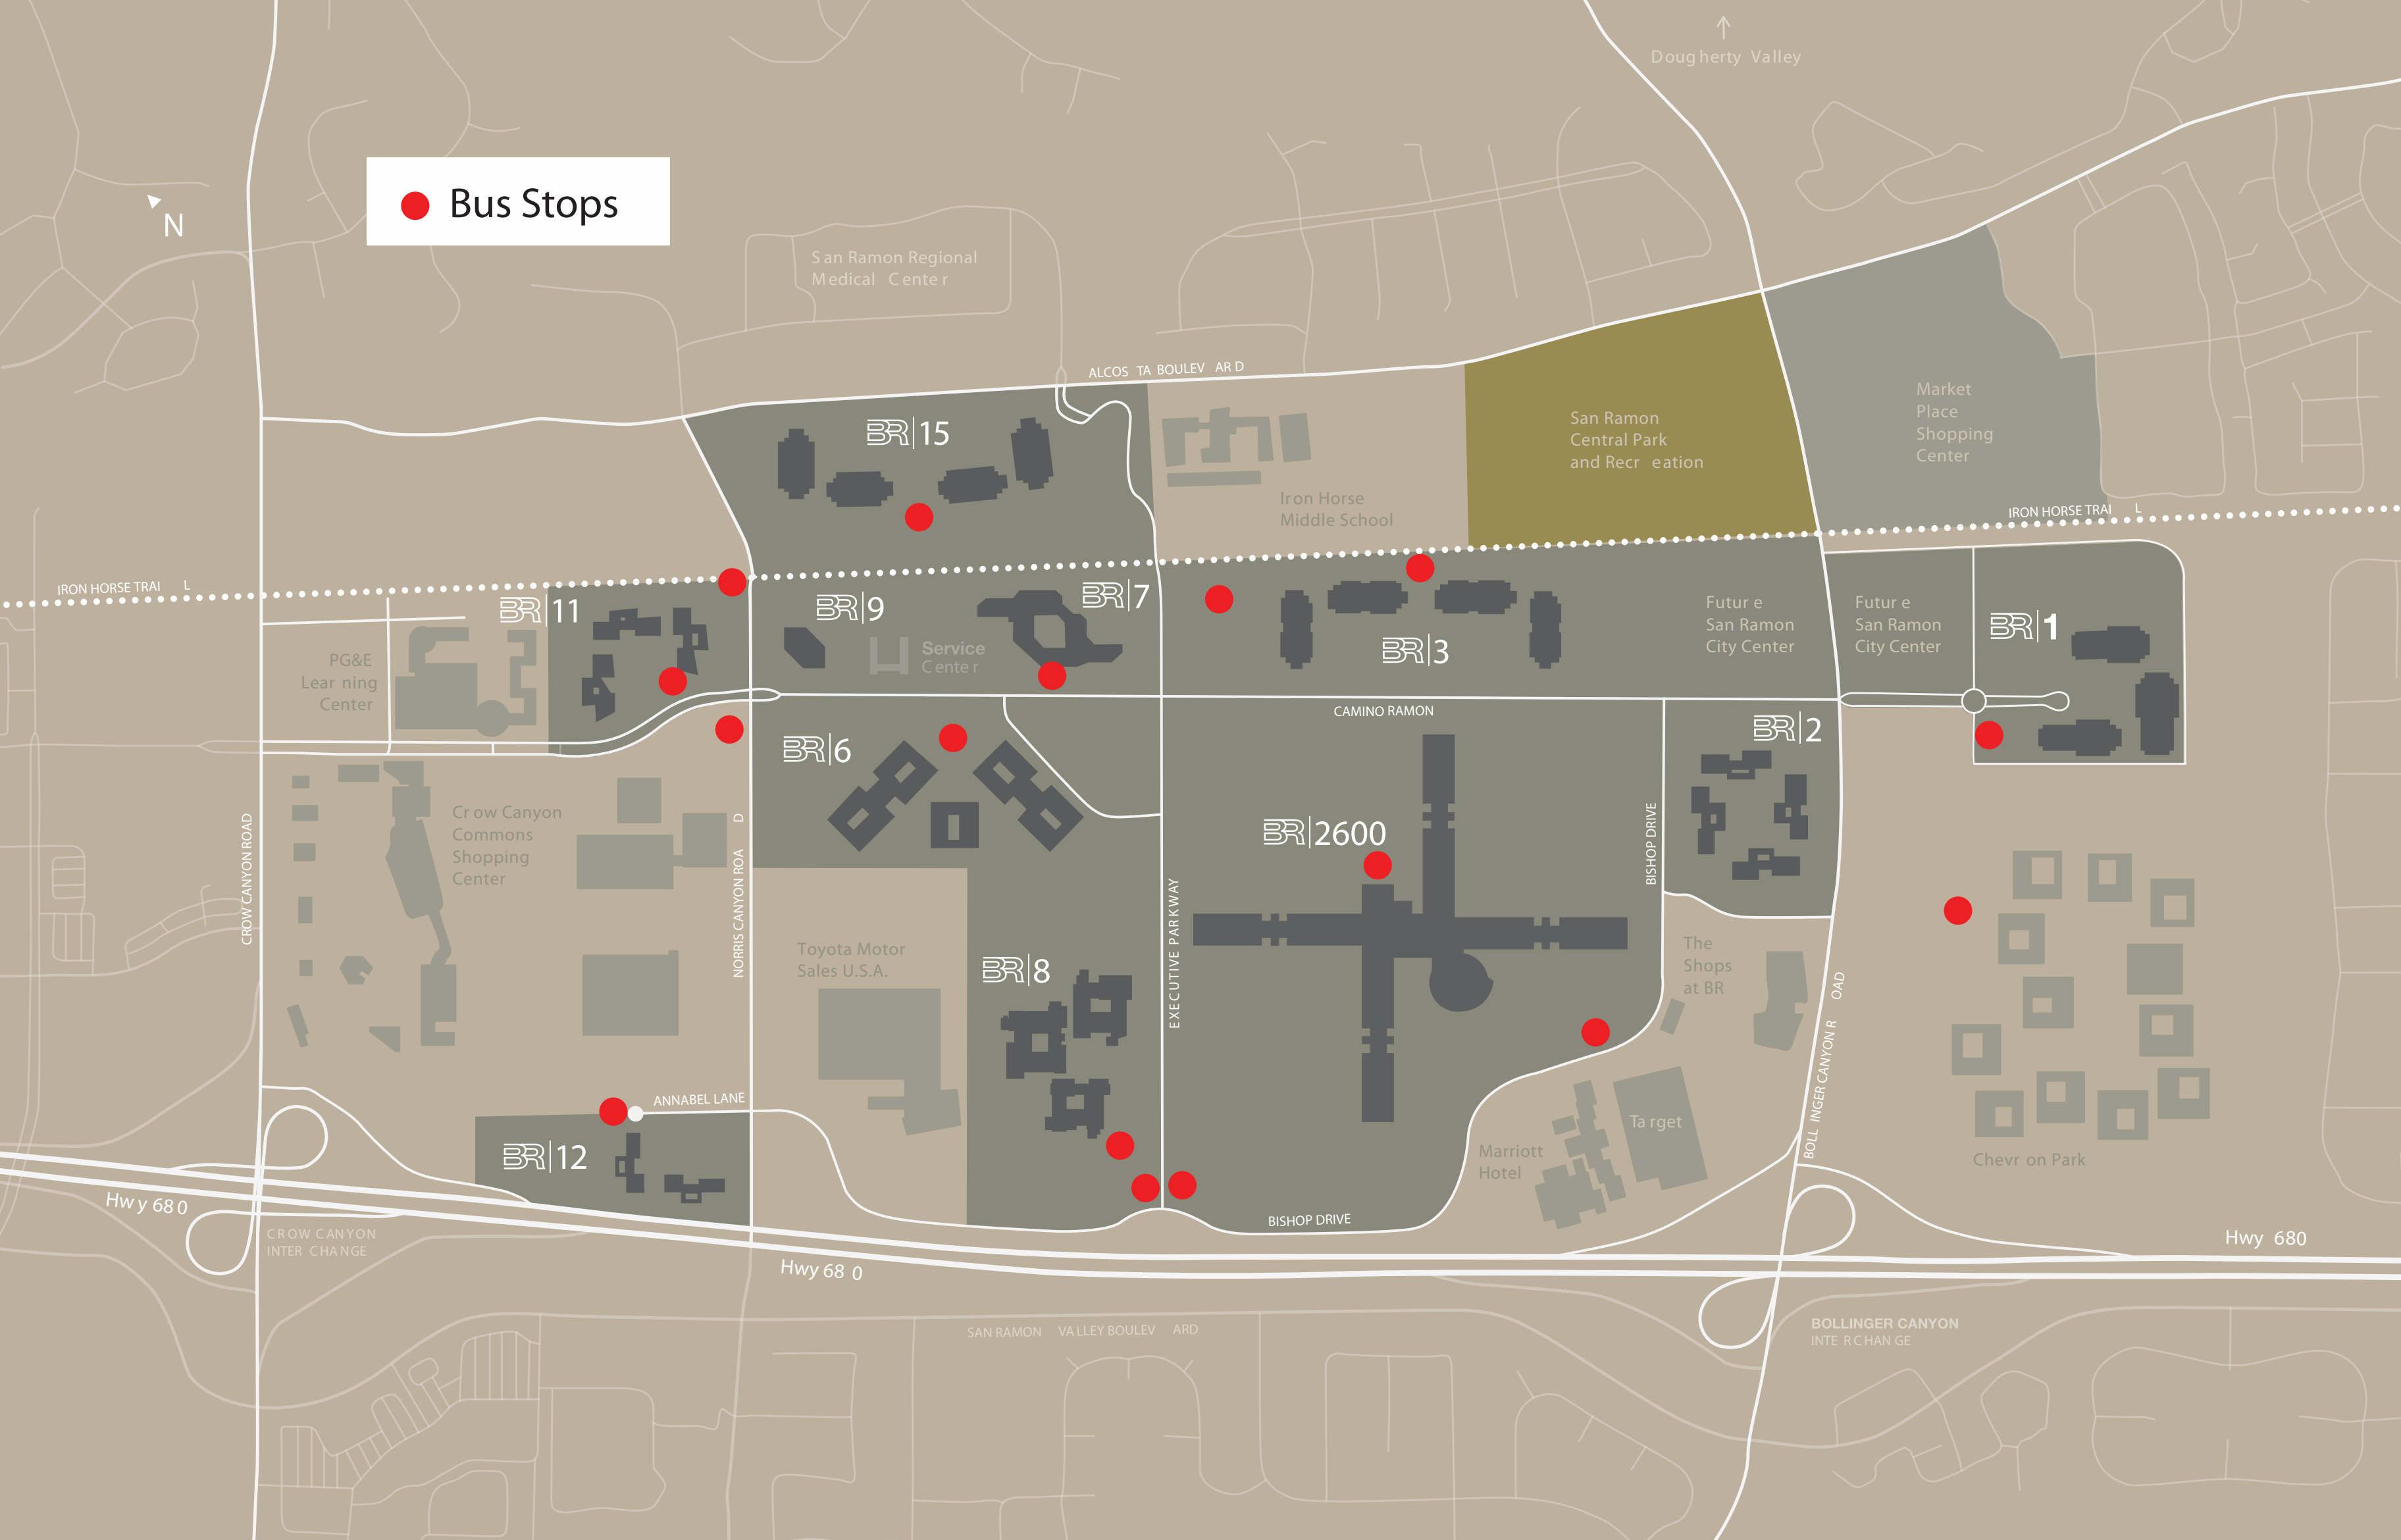 Dougherty Valley
Bus Stops
N
San Ramon Regional
Medical Center
ALCOSTA BOULEVARD
BR|15
San Ramon
Central Park
and Recreation
Market
Place
Shopping
Center
Iron Horse
Middle School
IRON HORSE TRAIL
IRON HORSE TRAIL
BR|11
BR|9
BR|7
Service
Center
BR|3
Future
San Ramon
City Center
Future
San Ramon
City Center
BR|1
PG&E
Learning
Center
CAMINO RAMON
BR|6
BR|2
Crow Canyon
Commons
Shopping
Center
CROW CANYON ROAD
NORRIS CANYON ROAD
BR|2600
BISHOP DRIVE
EXECUTIVE PARKWAY
Toyota Motor
Sales U.S.A.
BR|8
The
Shops
at BR
BOLLINGER CANYON ROAD
ANNABEL LANE
BR|12
Target
Marriott
Hotel
Chevron Park
Hwy 680
CROW CANYON
INTERCHANGE
BISHOP DRIVE
Hwy 680
Hwy 680
SAN RAMON VALLEY BOULEVARD
BOLLINGER CANYON
INTERCHANGE